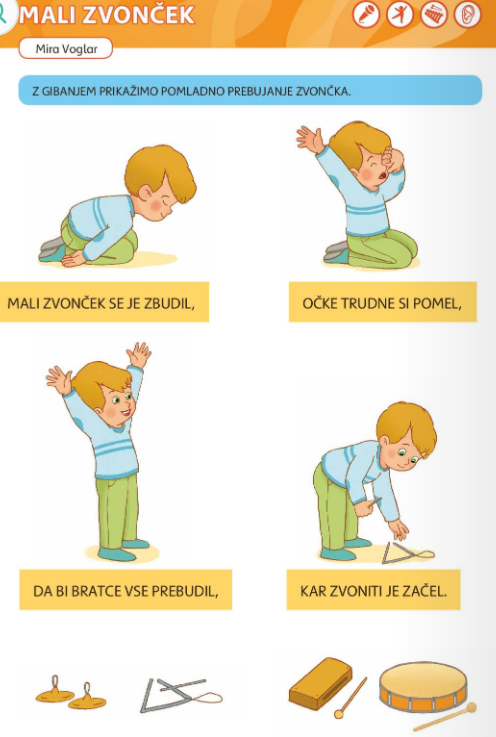 MALI ZVONČEK
Mira Voglar
Z GIBANJEM PRIKAŽIMO POMLADNO PREBUJANJE ZVONČKA.
MALI ZVONČEK SE JE ZBUDIL,
OČKE TRUDNE SI POMEL,
DA BI BRATCE VSE PREBUDIL,
KAR ZVONITI JE ZAČEL.